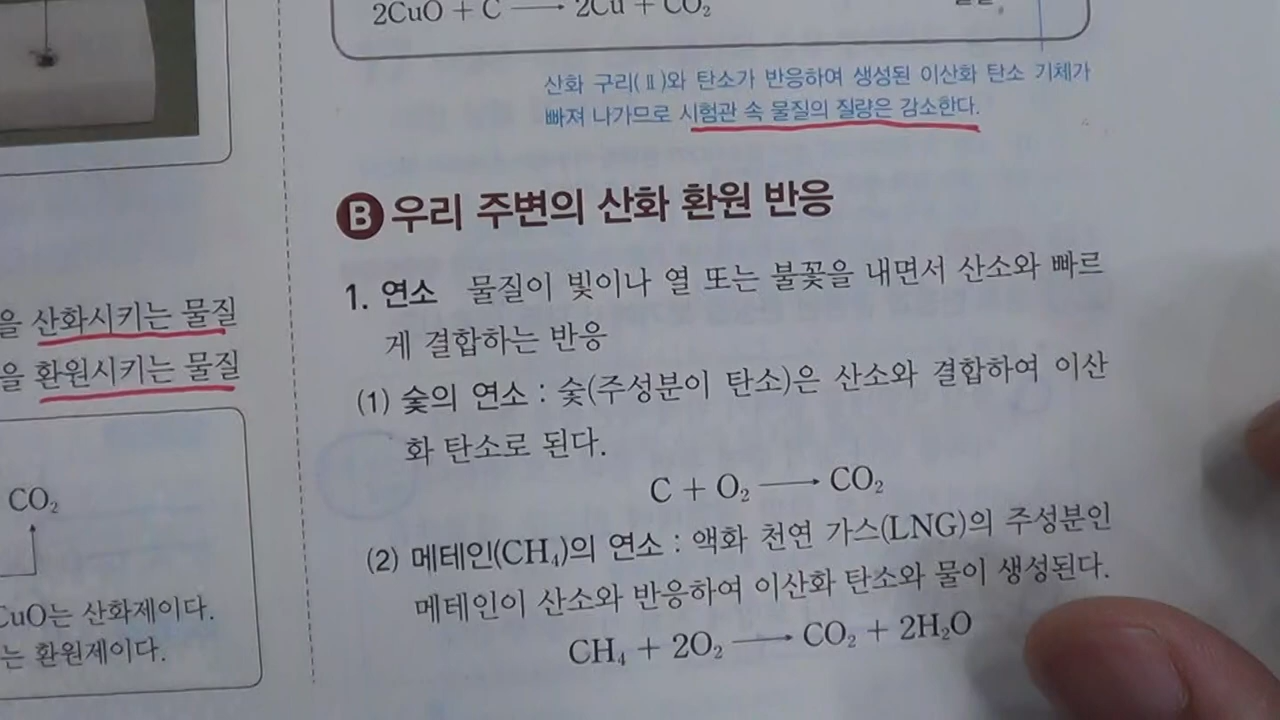 을 산화시키는 물질
을 환원시키는 물질
CO₂
CuO는 산화제이다.
는 환원제이다.
2CuO + C ⟶ 2Cu + CO₂
산화 구리(Ⅱ)와 탄소가 반응하여 생성된 이산화 탄소 기체가
빠져 나가므로 시험관 속 물질의 질량은 감소한다.
B 우리 주변의 산화 환원 반응
1. 연소 물질이 빛이나 열 또는 불꽃을 내면서 산소와 빠르
게 결합하는 반응
(1) 숯의 연소 : 숯(주성분이 탄소)은 산소와 결합하여 이산
화 탄소로 된다.
C + O₂ ⟶ CO₂
(2) 메테인(CH₄)의 연소 : 액화 천연 가스(LNG)의 주성분인
메테인이 산소와 반응하여 이산화 탄소와 물이 생성된다.
CH₄ + 2O₂ ⟶ CO₂ + 2H₂O